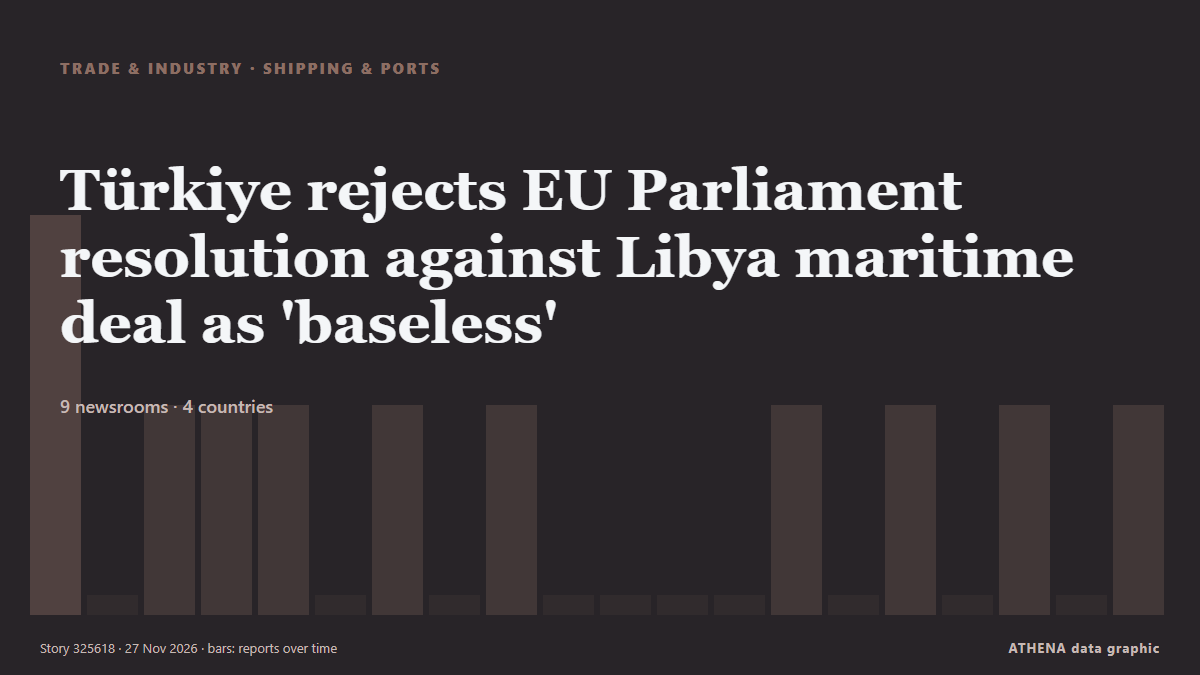 TRADE & INDUSTRY · SHIPPING & PORTS
Türkiye rejects EU Parliament
resolution against Libya maritime
deal as 'baseless'
9 newsrooms · 4 countries
Story 325618 · 27 Nov 2026 · bars: reports over time
ATHENA data graphic